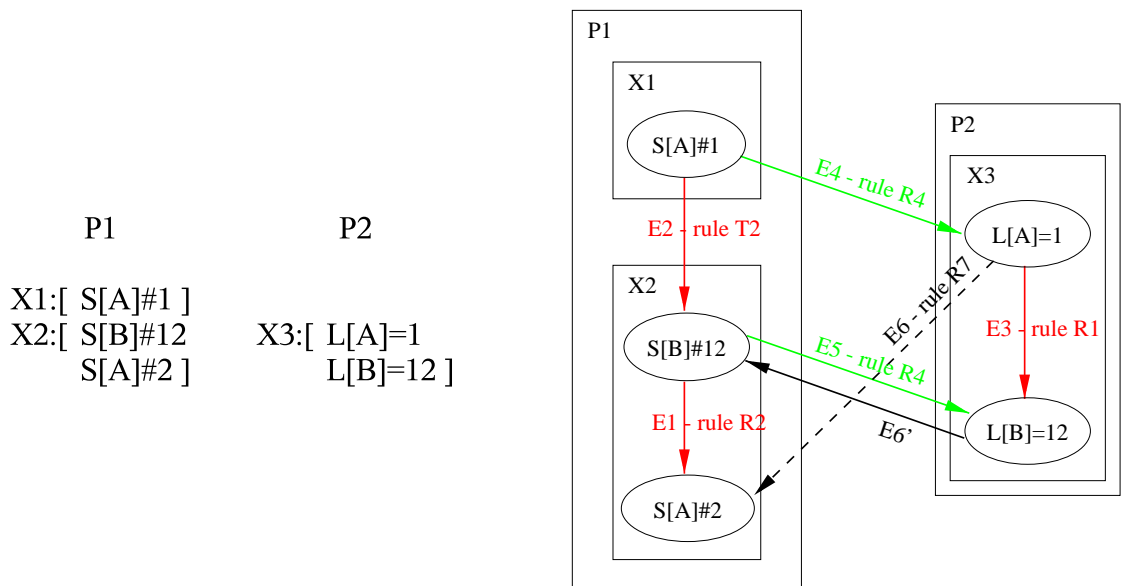 P1 P2
X1:[ S[A]#1 ]
X2:[ S[B]#12 X3:[ L[A]=1
S[A]#2 ] L[B]=12 ]
P1
X1
S[A]#1
E2 - rule T2
X2
S[B]#12
E1 - rule R2
S[A]#2
E4 - rule R4
E6 - rule R7
E5 - rule R4
E6’
P2
X3
L[A]=1
E3 - rule R1
L[B]=12